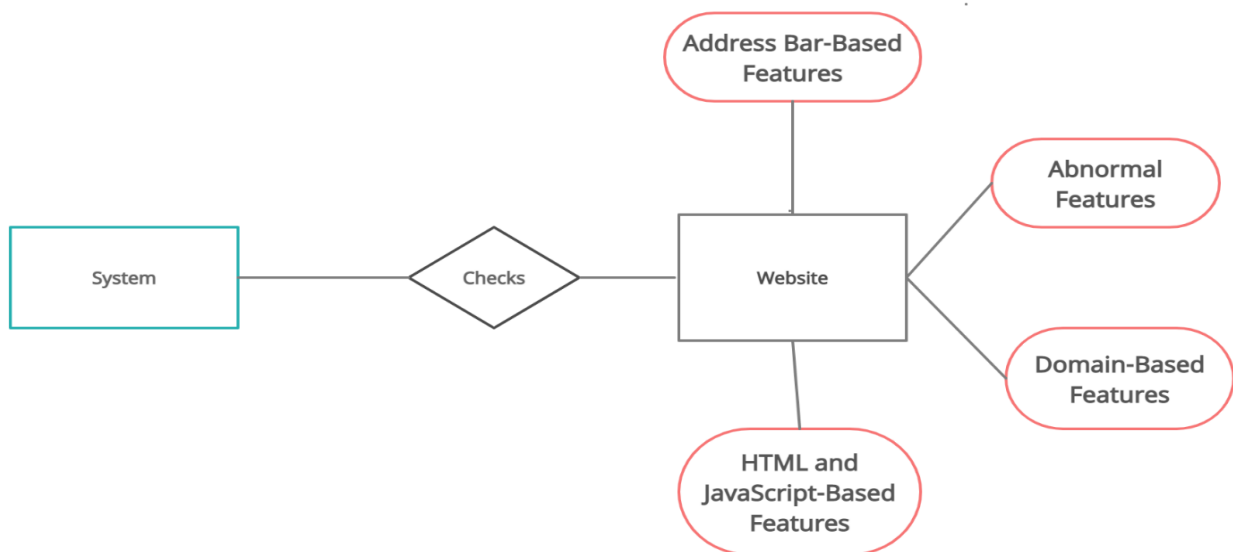 Address Bar-Based
Features
Abnormal
Features
System
Checks
Website
Domain-Based
Features
HTML and
JavaScript-Based
Features